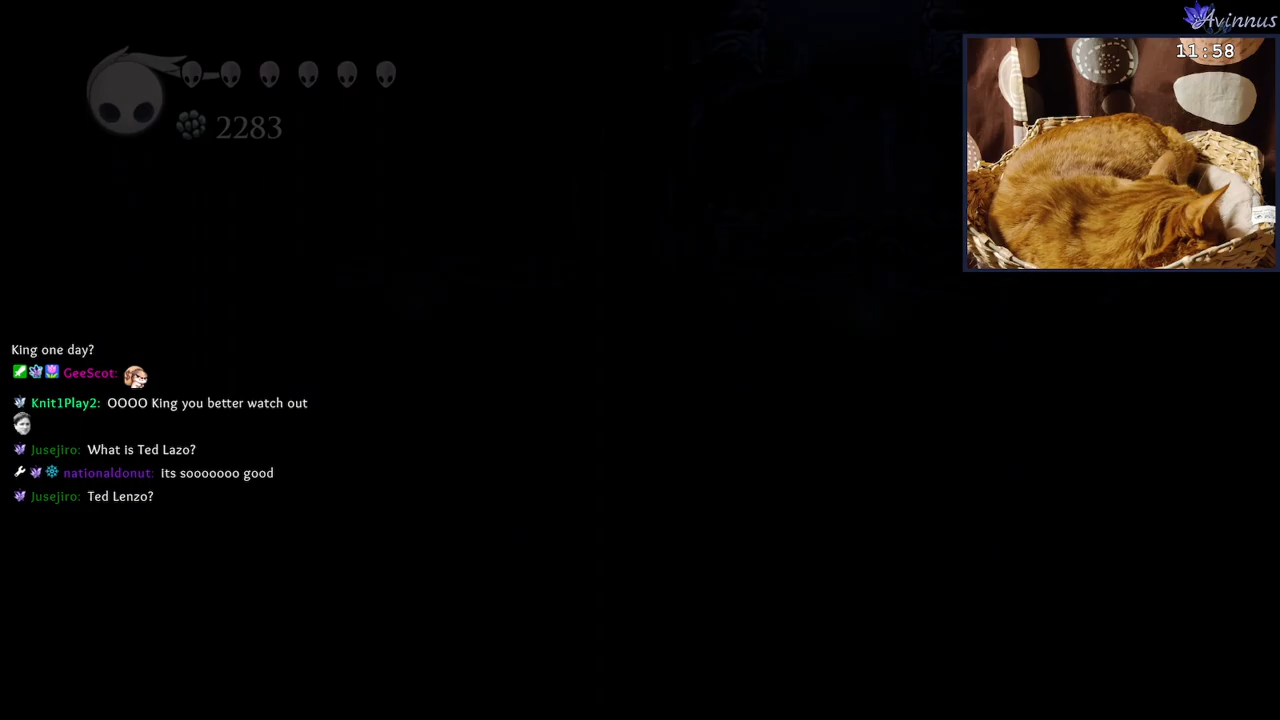 Avinnus
11:58
2283
King one day?
GeeScot:
Knit1Play2: OOOO King you better watch out
Jusejiro: What is Ted Lazo?
nationaldonut: its sooooooo good
Jusejiro: Ted Lenzo?